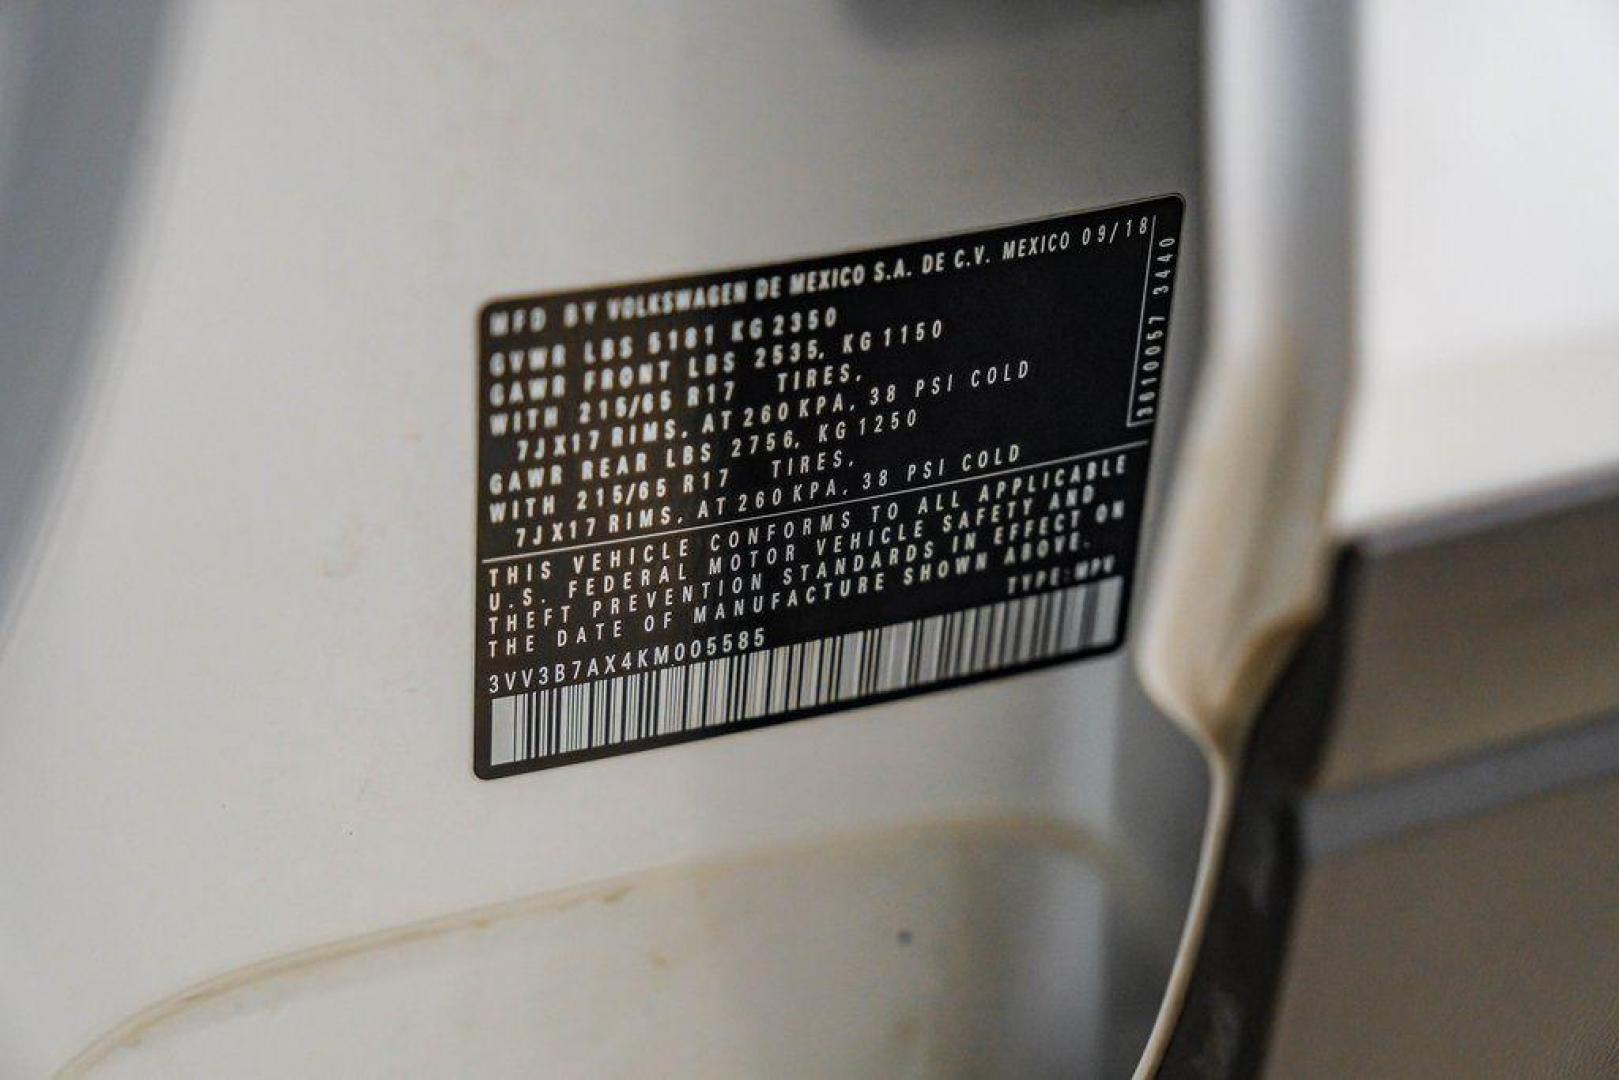 MFD BY VOLKSWAGEN DE MEXICO S.A. DE C.V. MEXICO 09/18
GVWR LBS 5181 KG 2350
GAWR FRONT LBS 2535, KG 1150
WITH 215/65 R17 TIRES,
7JX17 RIMS, AT 260 KPA, 38 PSI COLD
GAWR REAR LBS 2756, KG 1250
WITH 215/65 R17 TIRES,
7JX17 RIMS, AT 260 KPA, 38 PSI COLD
3610057 3440
THIS VEHICLE CONFORMS TO ALL APPLICABLE
U.S. FEDERAL MOTOR VEHICLE SAFETY AND
THEFT PREVENTION STANDARDS IN EFFECT ON
THE DATE OF MANUFACTURE SHOWN ABOVE.
TYPE: MPV
3VV3B7AX4KM005585